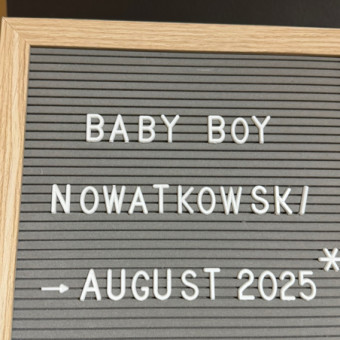 BABY BOY
NOWATKOWSKI
→ AUGUST 2025*